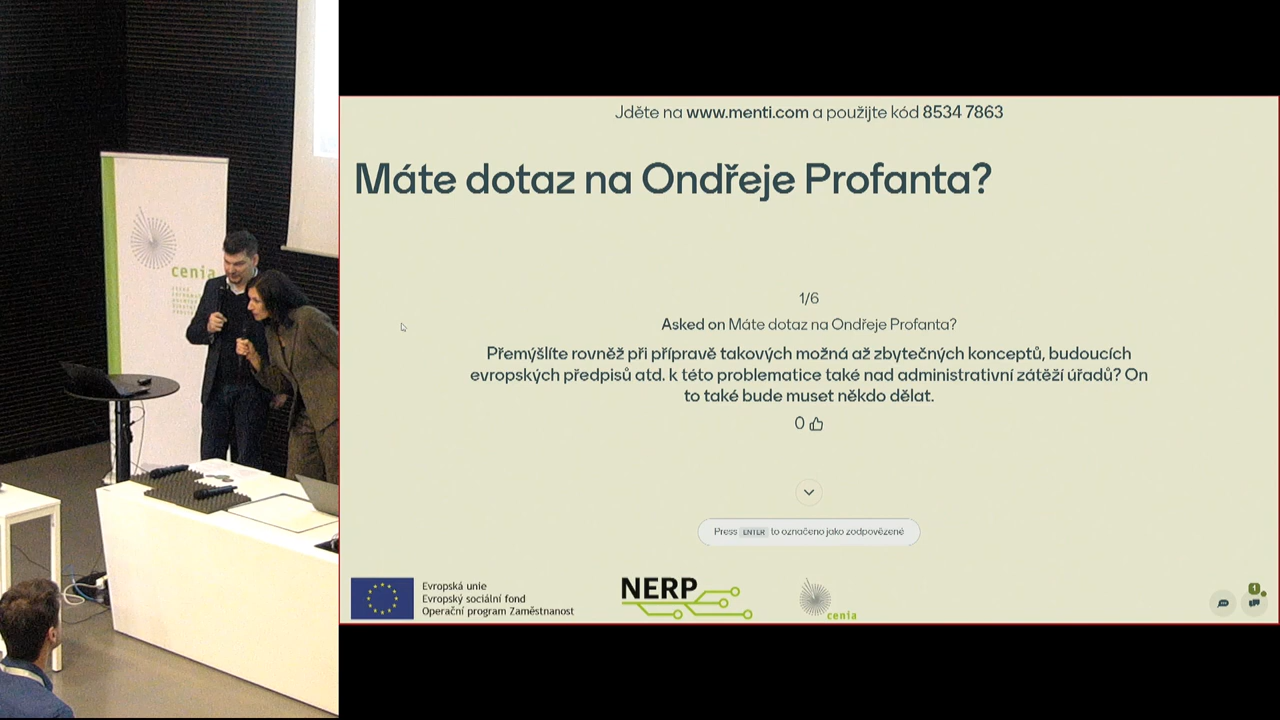 Jděte na www.menti.com a použijte kód 8534 7863
Máte dotaz na Ondřeje Profanta?
1/6
Asked on Máte dotaz na Ondřeje Profanta?
Přemýšlíte rovněž při přípravě takových možná až zbytečných konceptů, budoucích
evropských předpisů atd. k této problematice také nad administrativní zátěží úřadů? On
to také bude muset někdo dělat.
0
Press ENTER to označeno jako zodpovězené
Evropská unie
Evropský sociální fond
Operační program Zaměstnanost
NERP
cenia
1
cenia